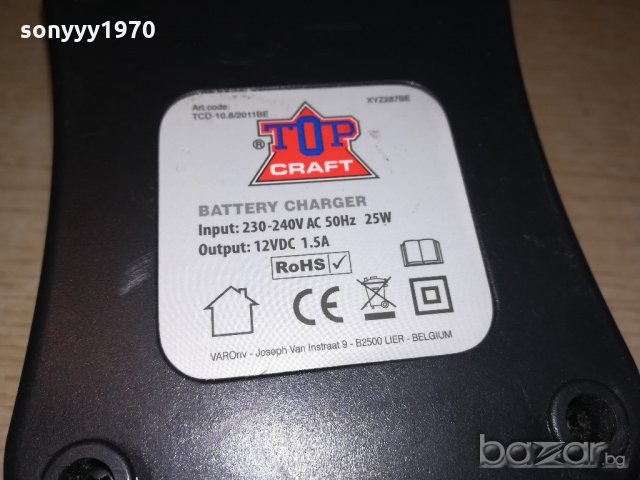 sonyyy1970
Art.code:
TCD-10.8/2011BE
XYZ287BE
® TOP
CRAFT
BATTERY CHARGER
Input: 230-240V AC 50Hz 25W
Output: 12VDC 1.5A
RoHS ✓
CE
VAROnv - Joseph Van Instraat 9 - B2500 LIER - BELGIUM
bazar.bg